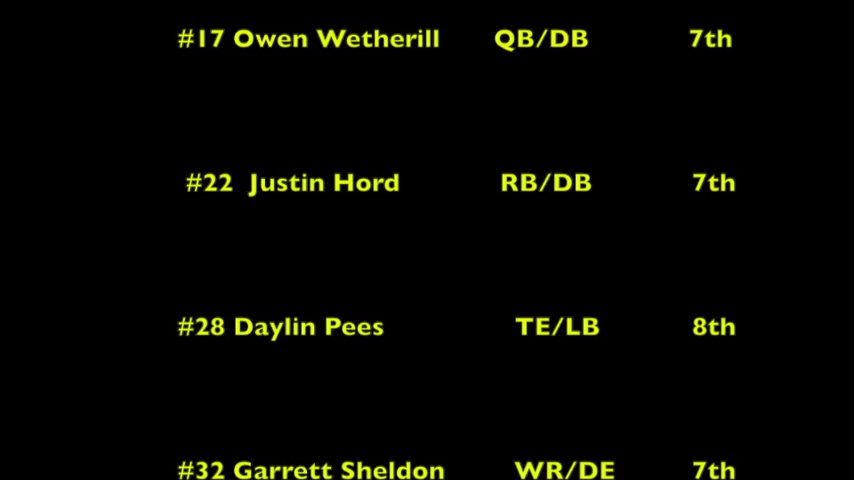 #17 Owen Wetherill QB/DB 7th
#22 Justin Hord RB/DB 7th
#28 Daylin Pees TE/LB 8th
#32 Garrett Sheldon WR/DE 7th